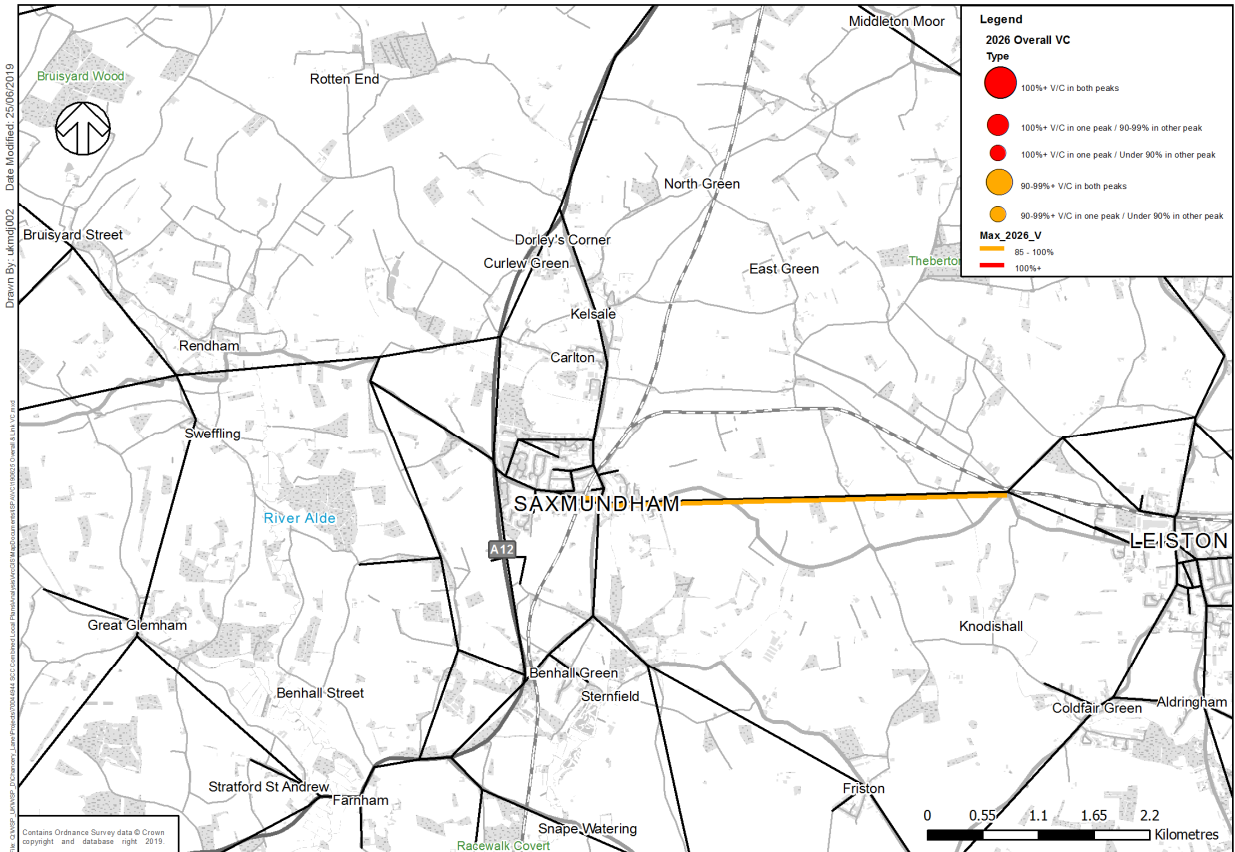 Middleton Moor
Legend
2026 Overall VC
Type
100%+ V/C in both peaks
100%+ V/C in one peak / 90-99% in other peak
100%+ V/C in one peak / Under 90% in other peak
90-99%+ V/C in both peaks
90-99%+ V/C in one peak / Under 90% in other peak
Max_2026_V
85 - 100%
100%+
Bruisyard Wood
Rotten End
Date Modified: 25/06/2019
Drawn By: ukmdj002
North Green
Bruisyard Street
Dorley's Corner
Curlew Green
East Green
Theberton
Kelsale
Rendham
Carlton
Sweffling
SAXMUNDHAM
River Alde
A12
LEISTON
Great Glemham
Knodishall
Benhall Green
Benhall Street
Sternfield
Coldfair Green
Aldringham
Stratford St Andrew
Farnham
Friston
Snape Watering
Racewalk Covert
0 0.55 1.1 1.65 2.2
Kilometres
Contains Ordnance Survey data © Crown
copyright and database right 2019.